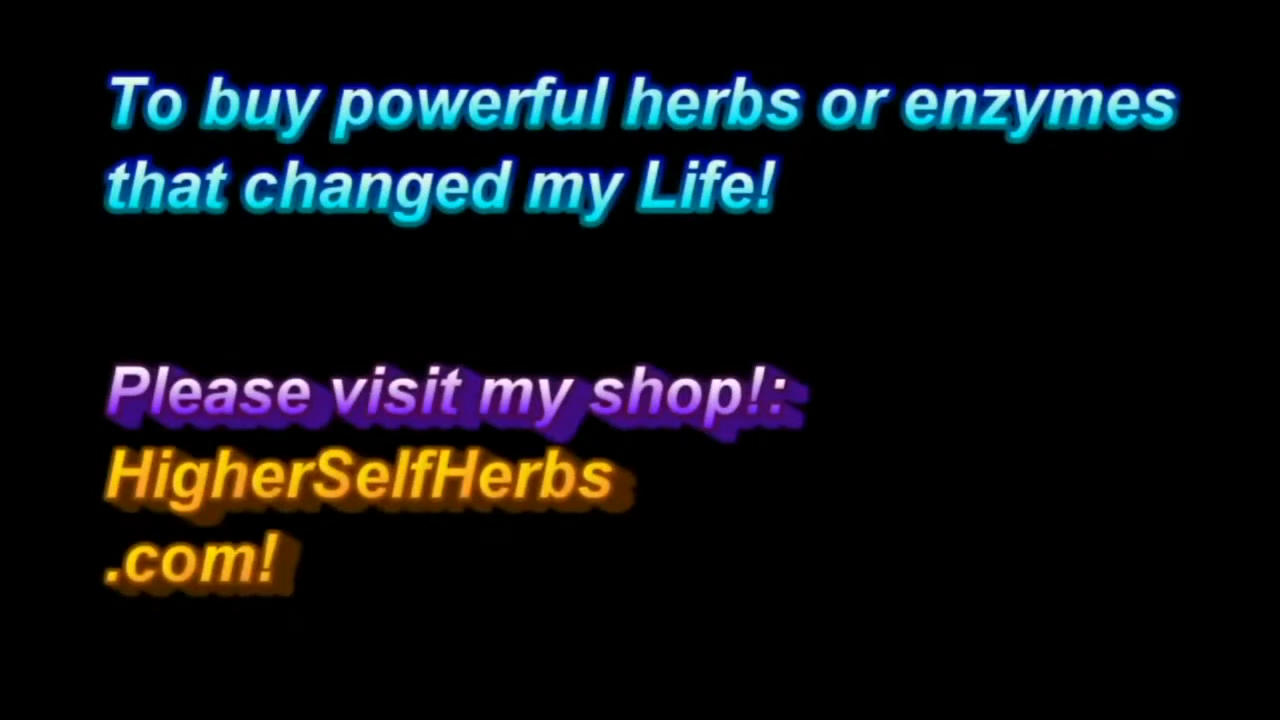 To buy powerful herbs or enzymes
that changed my Life!
Please visit my shop!:
HigherSelfHerbs
.com!